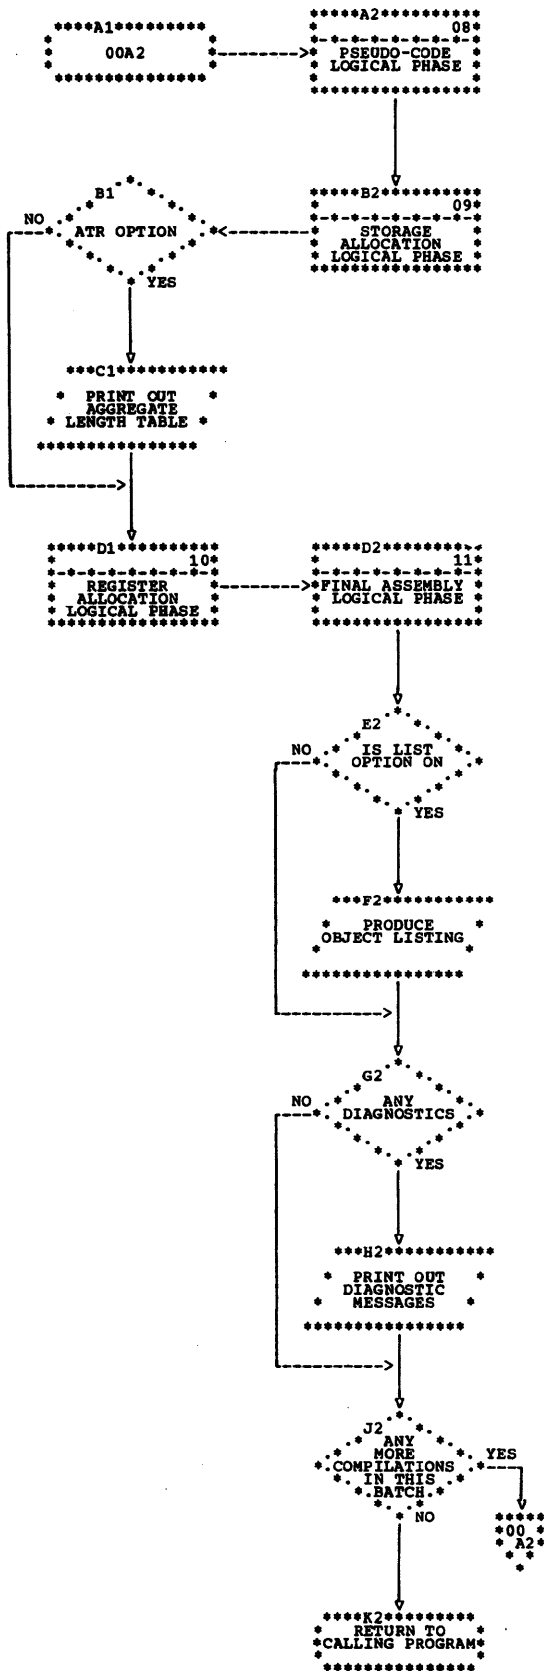 A1
00A2
A2
08
PSEUDO-CODE
LOGICAL PHASE
B1
NO
ATR OPTION
YES
B2
09
STORAGE
ALLOCATION
LOGICAL PHASE
C1
PRINT OUT
AGGREGATE
LENGTH TABLE
D1
10
REGISTER
ALLOCATION
LOGICAL PHASE
D2
11
FINAL ASSEMBLY
LOGICAL PHASE
E2
NO
IS LIST
OPTION ON
YES
F2
PRODUCE
OBJECT LISTING
G2
NO
ANY
DIAGNOSTICS
YES
H2
PRINT OUT
DIAGNOSTIC
MESSAGES
J2
ANY
MORE
COMPILATIONS
IN THIS
BATCH
YES
NO
00
A2
K2
RETURN TO
CALLING PROGRAM